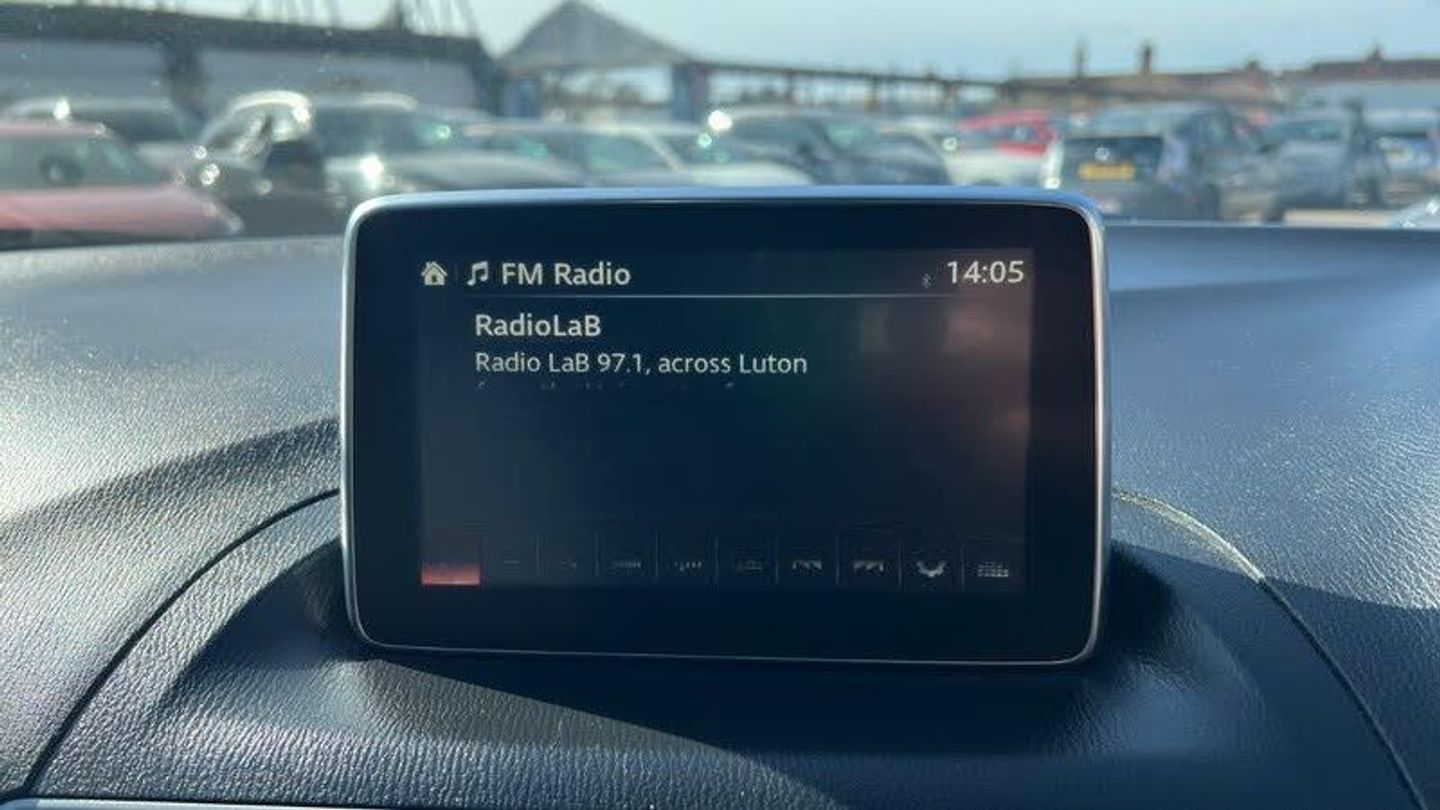 FM Radio 14:05
RadioLaB
Radio LaB 97.1, across Luton